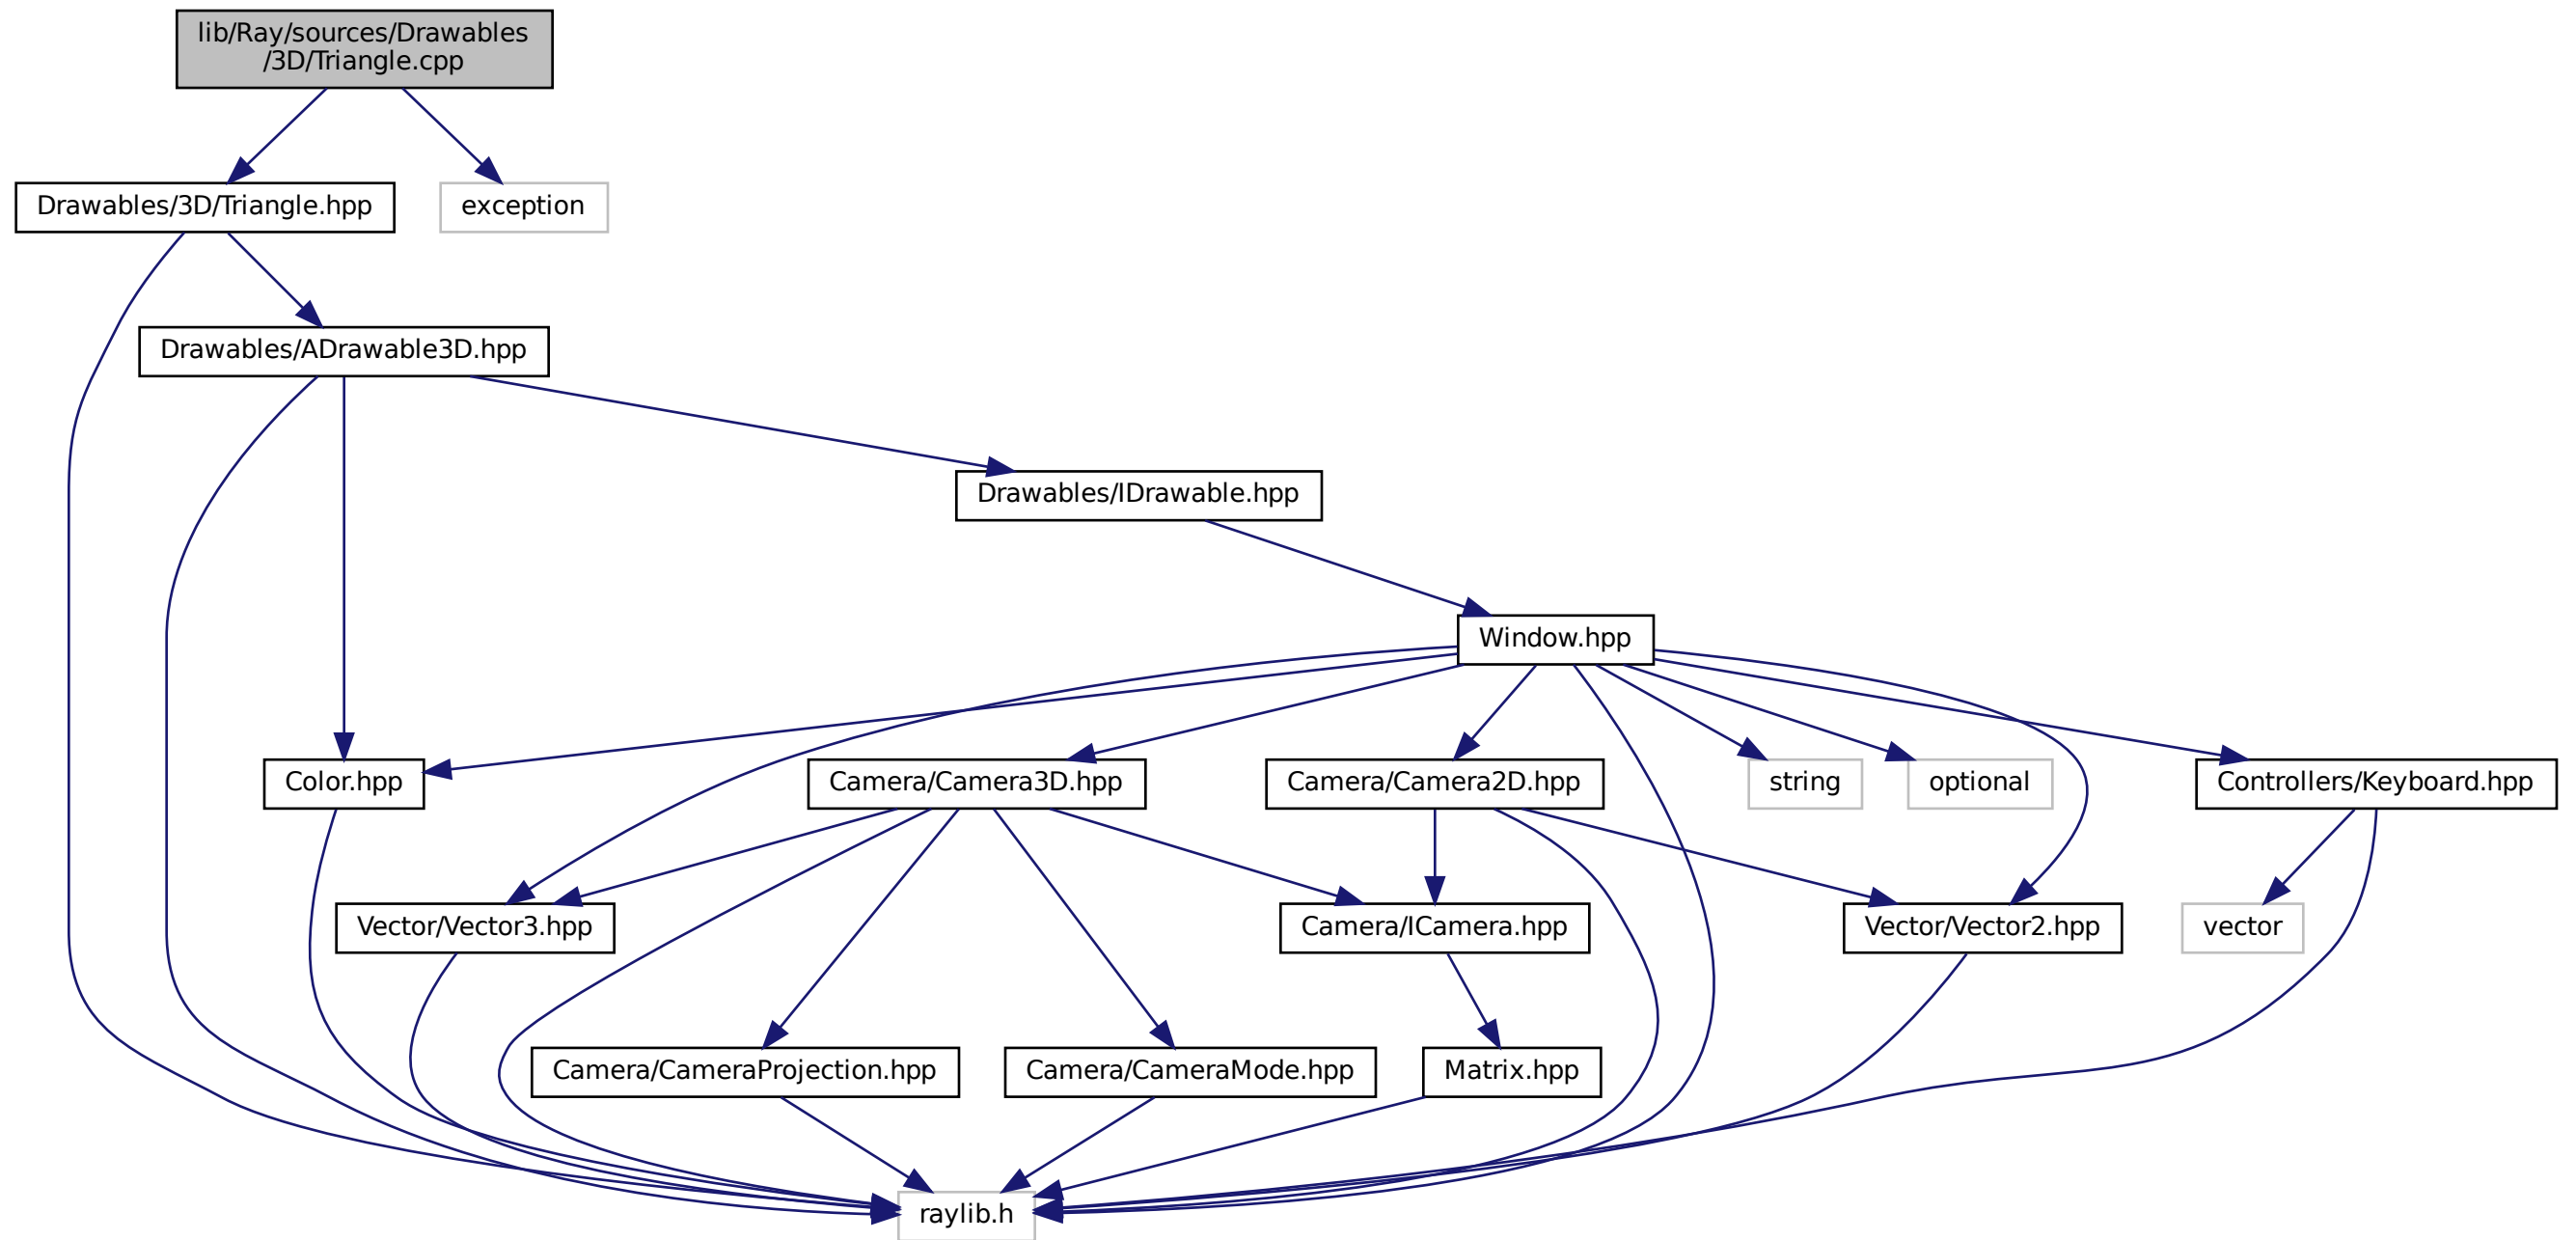 lib/Ray/sources/Drawables
/3D/Triangle.cpp
Drawables/3D/Triangle.hpp
exception
Drawables/ADrawable3D.hpp
Drawables/IDrawable.hpp
Window.hpp
Color.hpp
Camera/Camera3D.hpp
Camera/Camera2D.hpp
string
optional
Controllers/Keyboard.hpp
Vector/Vector3.hpp
Camera/ICamera.hpp
Vector/Vector2.hpp
vector
Camera/CameraProjection.hpp
Camera/CameraMode.hpp
Matrix.hpp
raylib.h